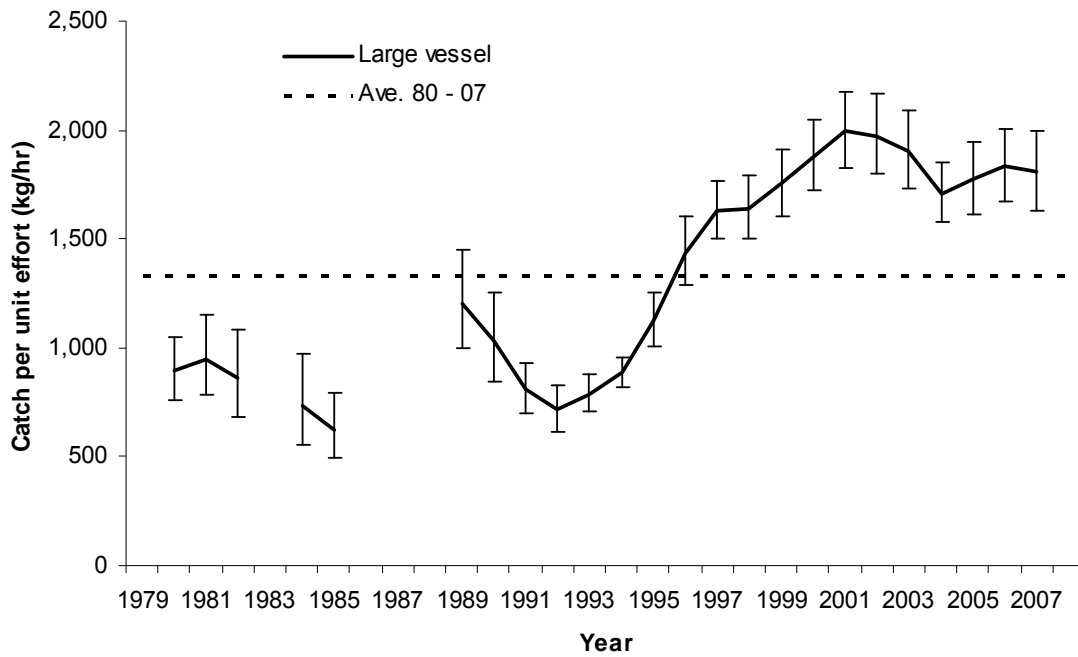 2,500
2,000
1,500
1,000
500
0
Catch per unit effort (kg/hr)
Large vessel
Ave. 80 - 07
1979 1981 1983 1985 1987 1989 1991 1993 1995 1997 1999 2001 2003 2005 2007
Year